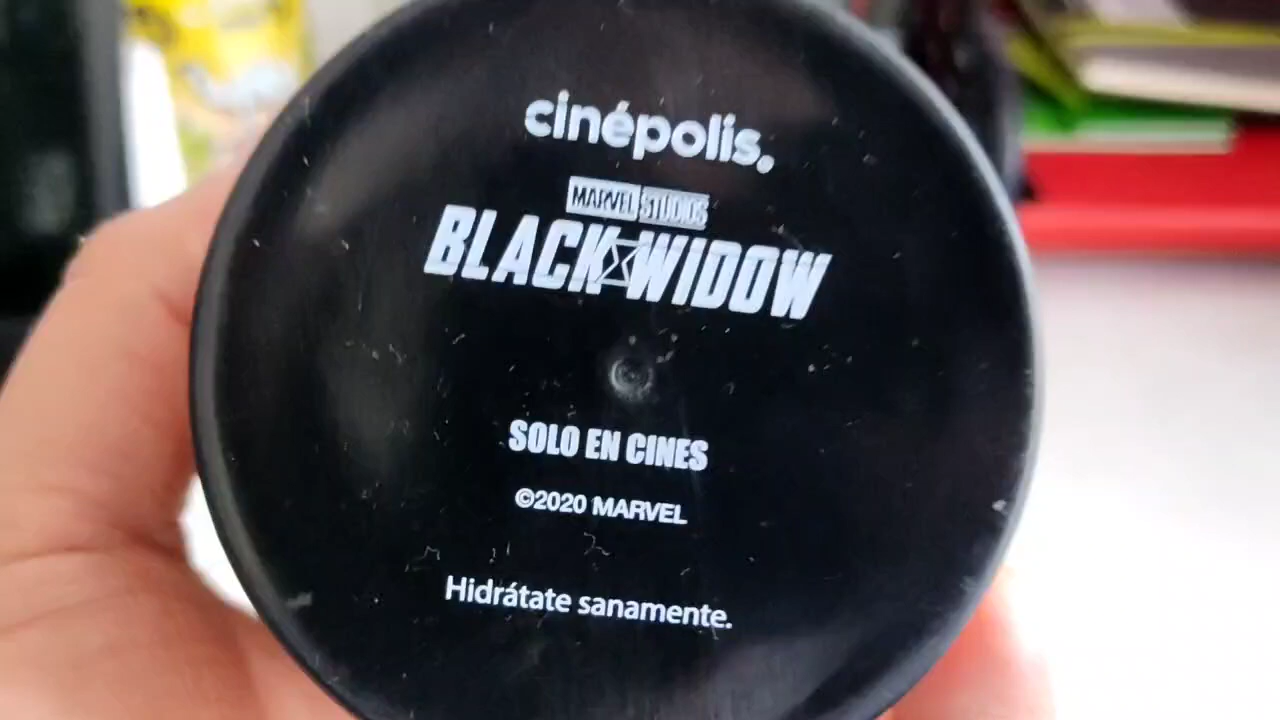 cinépolis.
MARVEL STUDIOS
BLACK WIDOW
SOLO EN CINES
©2020 MARVEL
Hidrátate sanamente.